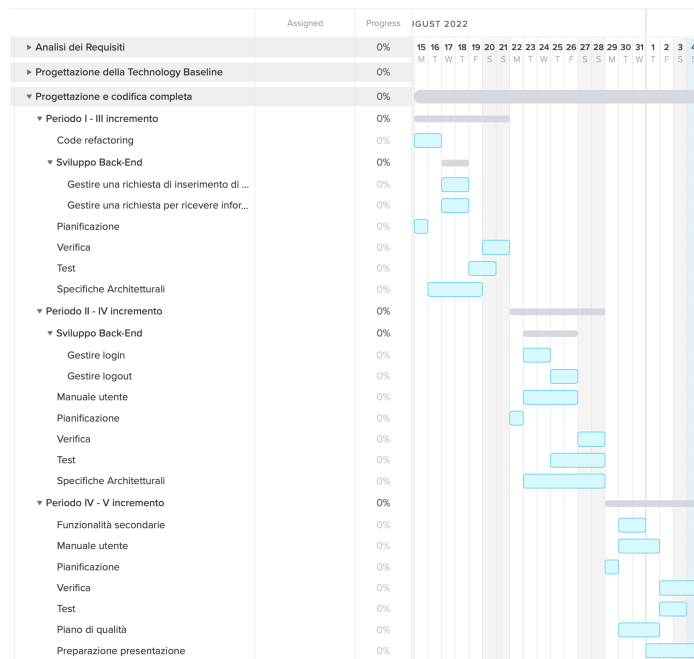 Assigned Progress IGUST 2022
Analisi dei Requisiti 0% 15 16 17 18 19 20 21 22 23 24 25 26 27 28 29 30 31 1 2 3 4
M T W T F S S M T W T F S S M T W T F S S
Progettazione della Technology Baseline 0%
Progettazione e codifica completa 0%
Periodo I - III incremento 0%
Code refactoring 0%
Sviluppo Back-End 0%
Gestire una richiesta di inserimento di ... 0%
Gestire una richiesta per ricevere infor... 0%
Pianificazione 0%
Verifica 0%
Test 0%
Specifiche Architetturali 0%
Periodo II - IV incremento 0%
Sviluppo Back-End 0%
Gestire login 0%
Gestire logout 0%
Manuale utente 0%
Pianificazione 0%
Verifica 0%
Test 0%
Specifiche Architetturali 0%
Periodo IV - V incremento 0%
Funzionalità secondarie 0%
Manuale utente 0%
Pianificazione 0%
Verifica 0%
Test 0%
Piano di qualità 0%
Preparazione presentazione 0%